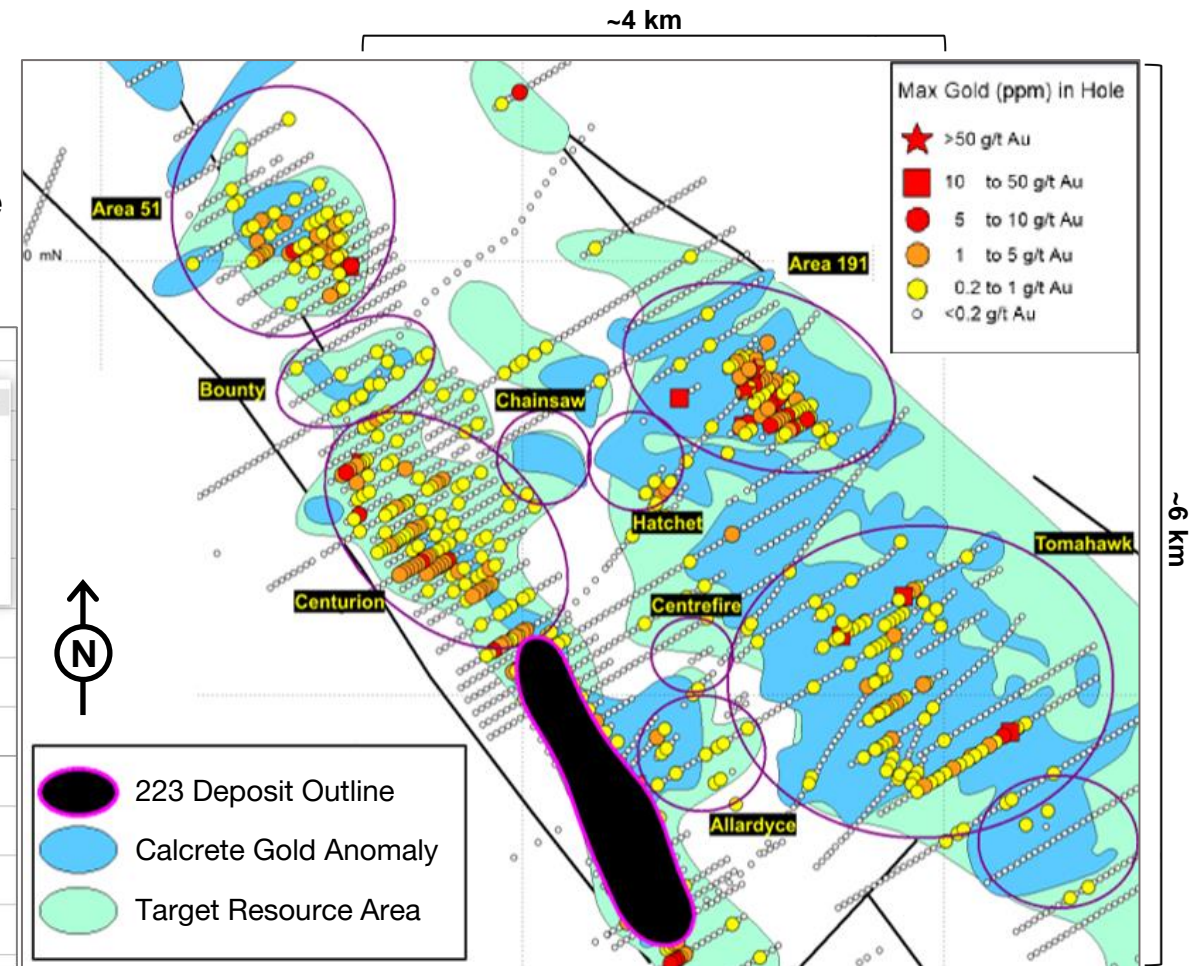 ~4 km
Max Gold (ppm) in Hole
>50 g/t Au
10 to 50 g/t Au
5 to 10 g/t Au
1 to 5 g/t Au
0.2 to 1 g/t Au
<0.2 g/t Au
Area 51
0 mN
Area 191
Bounty
Chainsaw
Hatchet
Tomahawk
~6 km
Centurion
Centrefire
N
Allardyce
223 Deposit Outline
Calcrete Gold Anomaly
Target Resource Area